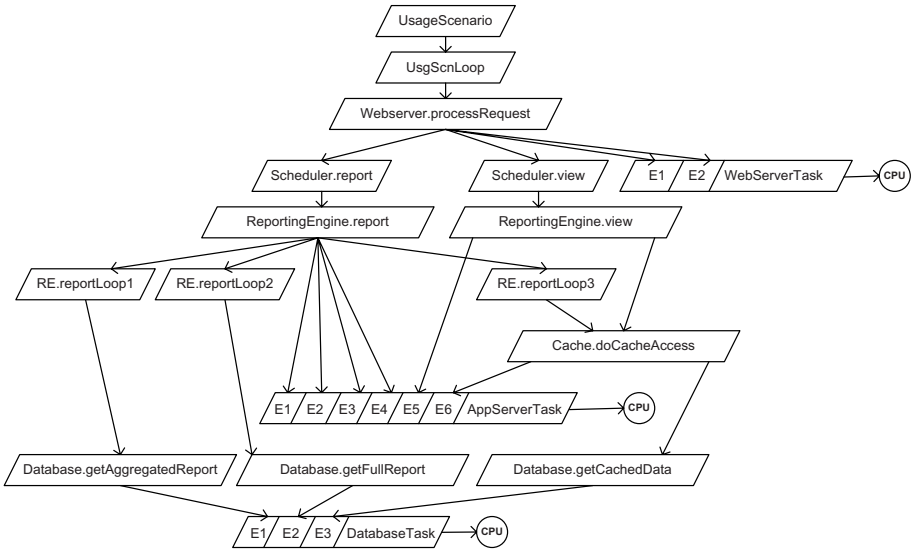 UsageScenario
UsgScnLoop
Webserver.processRequest
Scheduler.report
Scheduler.view
E1 E2 WebServerTask
CPU
ReportingEngine.report
ReportingEngine.view
RE.reportLoop1
RE.reportLoop2
RE.reportLoop3
Cache.doCacheAccess
E1 E2 E3 E4 E5 E6 AppServerTask
CPU
Database.getAggregatedReport
Database.getFullReport
Database.getCachedData
E1 E2 E3 DatabaseTask
CPU